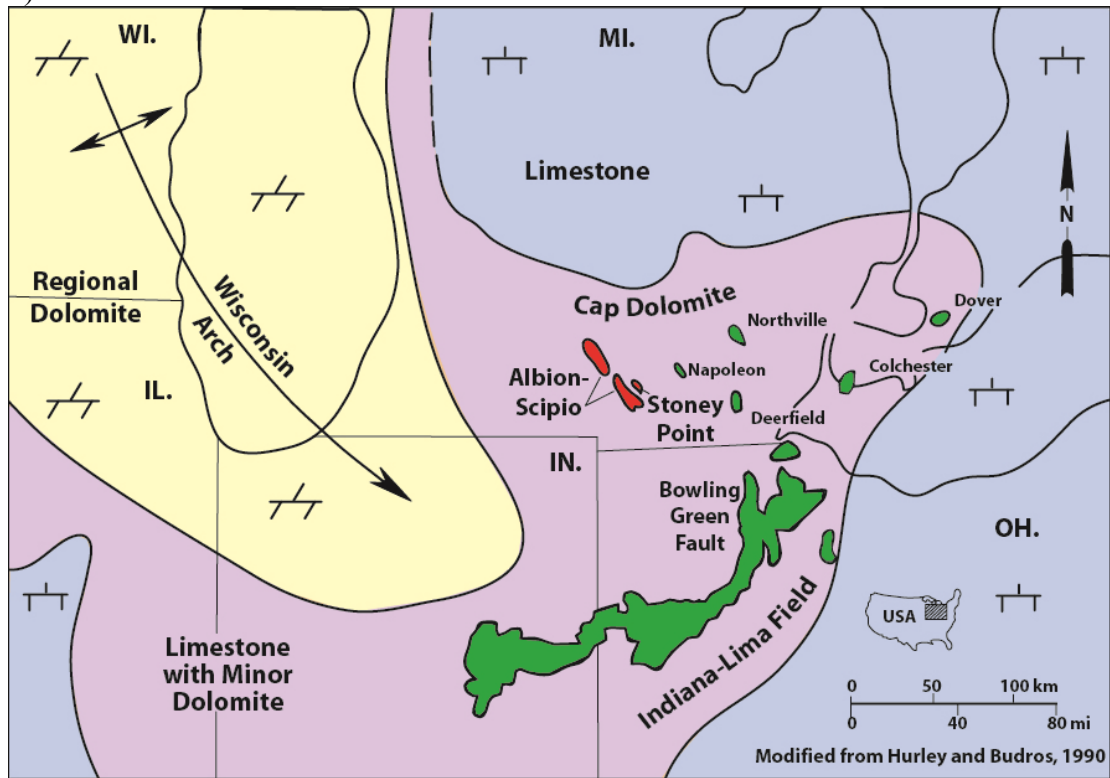 WI.
MI.
Limestone
N
Regional
Dolomite
Wisconsin
Arch
Cap Dolomite
Dover
Northville
Colchester
Albion-
Scipio
Napoleon
Stoney
Point
Deerfield
IL.
IN.
Bowling
Green
Fault
OH.
USA
Limestone
with Minor
Dolomite
Indiana-Lima Field
0 50 100 km
0 40 80 mi
Modified from Hurley and Budros, 1990